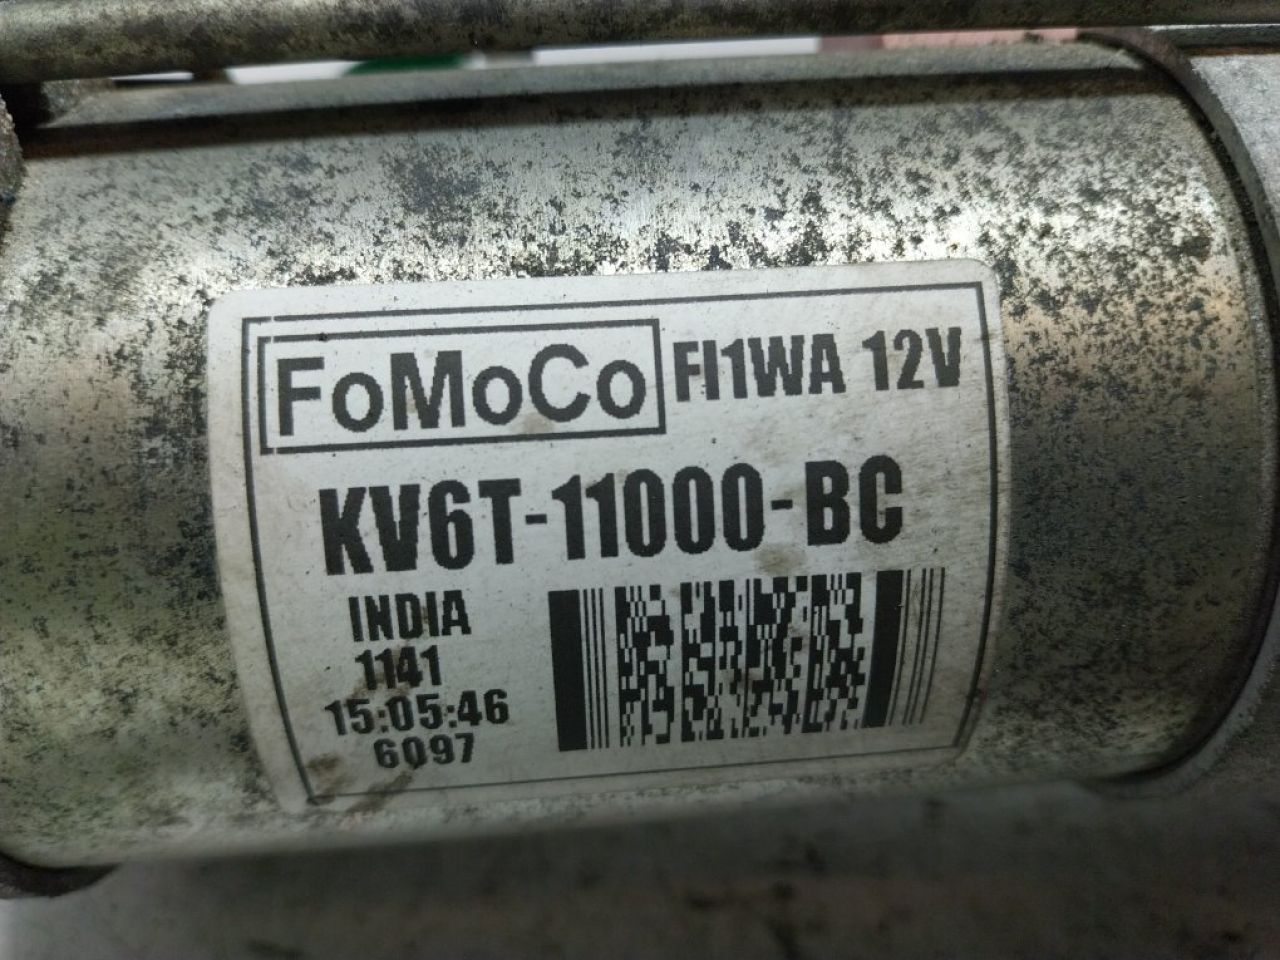 FoMoCo FI1WA 12V
KV6T-11000-BC
INDIA
1141
15:05:46
6097